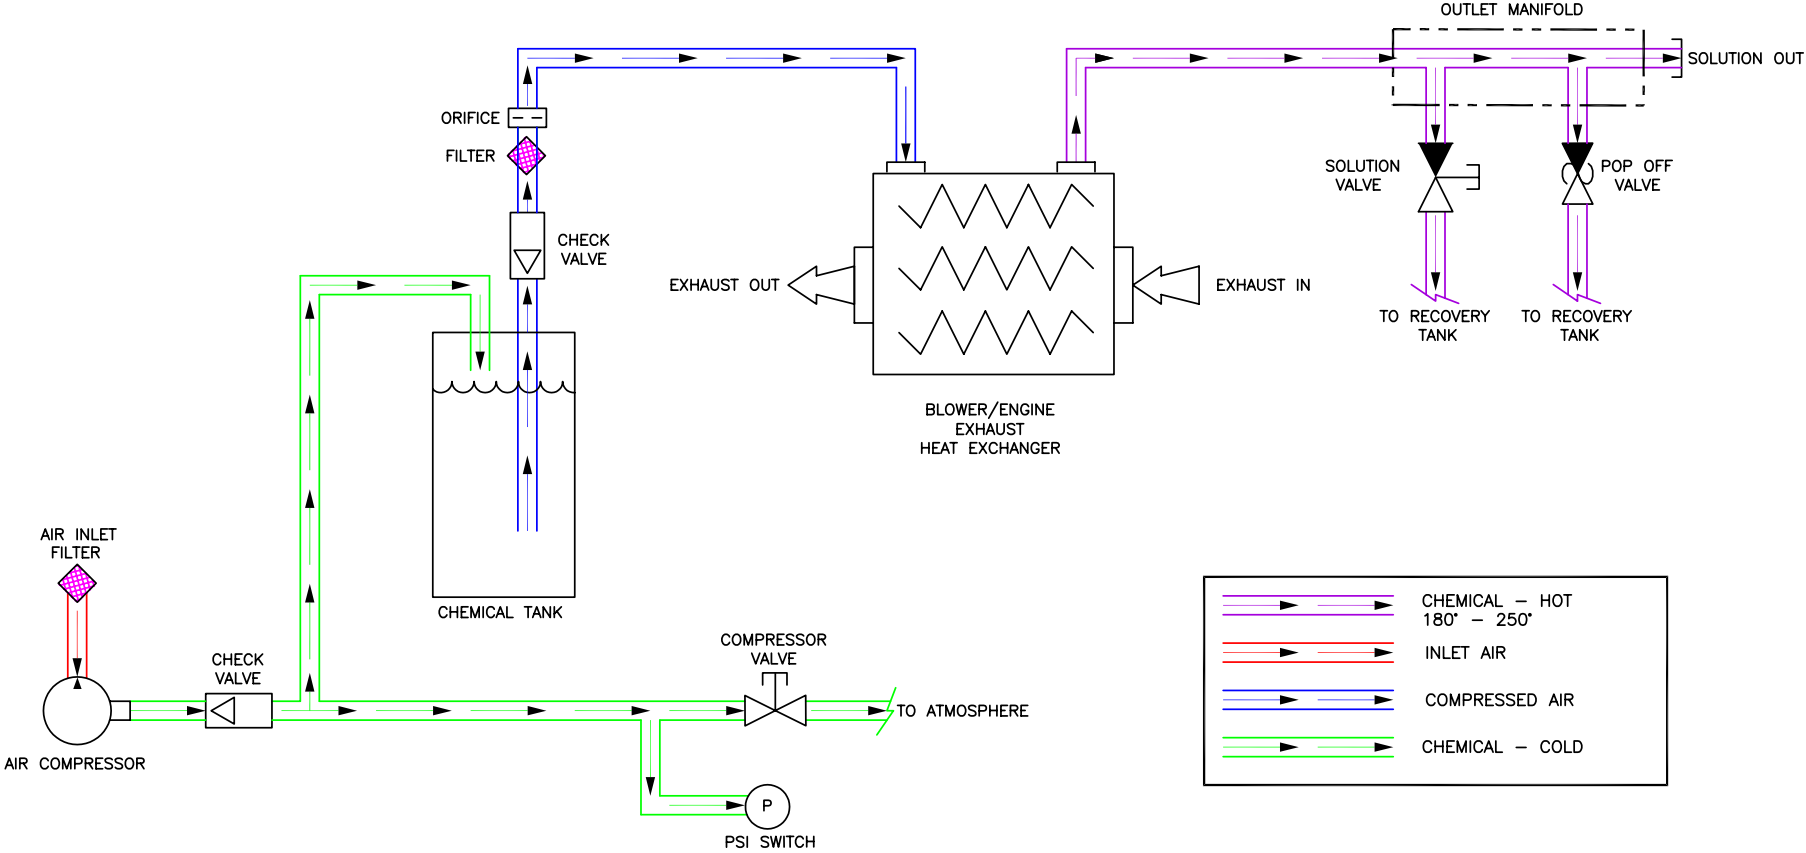 OUTLET MANIFOLD
SOLUTION OUT
ORIFICE
FILTER
SOLUTION
VALVE
POP OFF
VALVE
CHECK
VALVE
EXHAUST OUT
EXHAUST IN
TO RECOVERY
TANK
TO RECOVERY
TANK
BLOWER/ENGINE
EXHAUST
HEAT EXCHANGER
AIR INLET
FILTER
CHEMICAL TANK
CHECK
VALVE
COMPRESSOR
VALVE
TO ATMOSPHERE
AIR COMPRESSOR
P
PSI SWITCH
CHEMICAL – HOT
180° – 250°
INLET AIR
COMPRESSED AIR
CHEMICAL – COLD